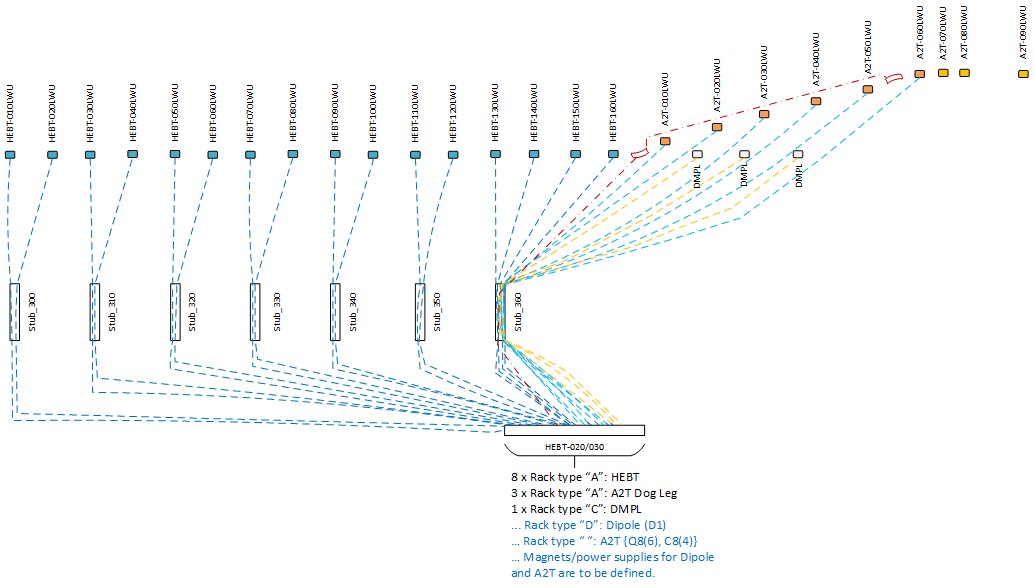 HEBT-010LWU
HEBT-020LWU
HEBT-030LWU
HEBT-040LWU
HEBT-050LWU
HEBT-060LWU
HEBT-070LWU
HEBT-080LWU
HEBT-090LWU
HEBT-100LWU
HEBT-110LWU
HEBT-120LWU
HEBT-130LWU
HEBT-140LWU
HEBT-150LWU
HEBT-160LWU
A2T-010LWU
A2T-020LWU
A2T-030LWU
A2T-040LWU
A2T-050LWU
A2T-060LWU
A2T-070LWU
A2T-080LWU
A2T-090LWU
DMPL
DMPL
DMPL
Stub_300
Stub_310
Stub_320
Stub_330
Stub_340
Stub_350
Stub_360
HEBT-020/030
8 x Rack type “A”: HEBT
3 x Rack type “A”: A2T Dog Leg
1 x Rack type “C”: DMPL
... Rack type “D”: Dipole (D1)
... Rack type “ “: A2T {Q8(6), C8(4)}
... Magnets/power supplies for Dipole
and A2T are to be defined.